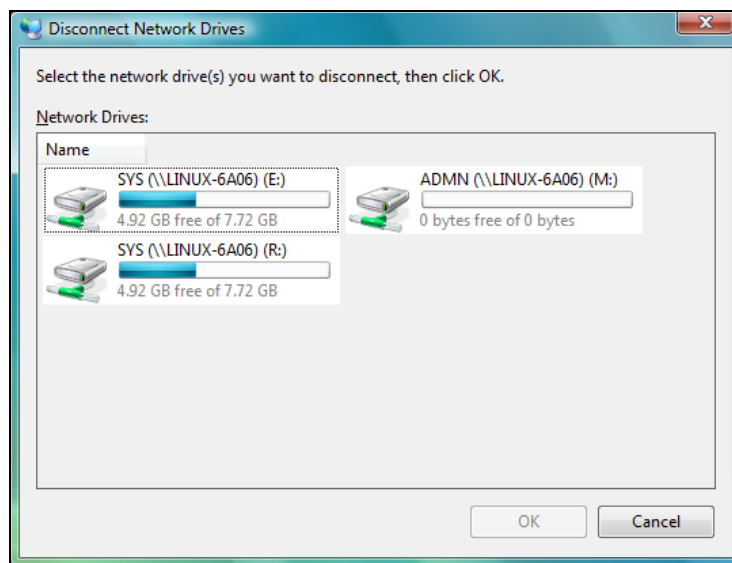 Disconnect Network Drives
Select the network drive(s) you want to disconnect, then click OK.
Network Drives:
Name
SYS (\\LINUX-6A06) (E:)
4.92 GB free of 7.72 GB
ADMN (\\LINUX-6A06) (M:)
0 bytes free of 0 bytes
SYS (\\LINUX-6A06) (R:)
4.92 GB free of 7.72 GB
OK
Cancel